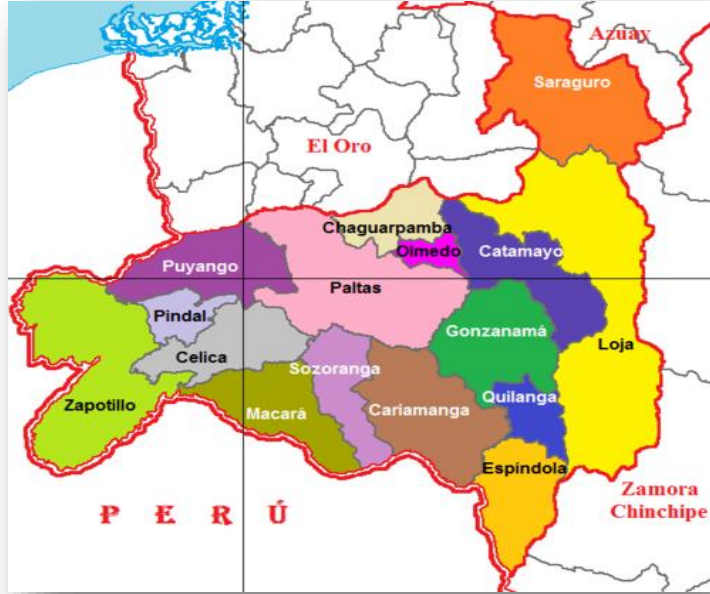 Azuay
Saraguro
El Oro
Chaguarpamba
Olmedo
Catamayo
Puyango
Paltas
Pindal
Gonzanamá
Loja
Celica
Sozoranga
Quilanga
Zapotillo
Macará
Cariamanga
Espíndola
Zamora
Chinchipe
P E R Ú